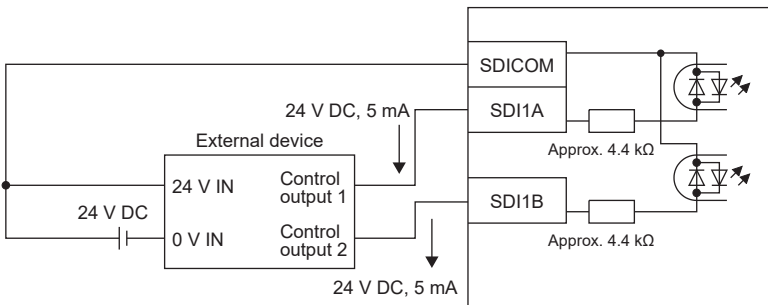 SDICOM
24 V DC, 5 mA
SDI1A
External device
Approx. 4.4 kΩ
24 V IN
Control
output 1
24 V DC
SDI1B
0 V IN
Control
output 2
Approx. 4.4 kΩ
24 V DC, 5 mA